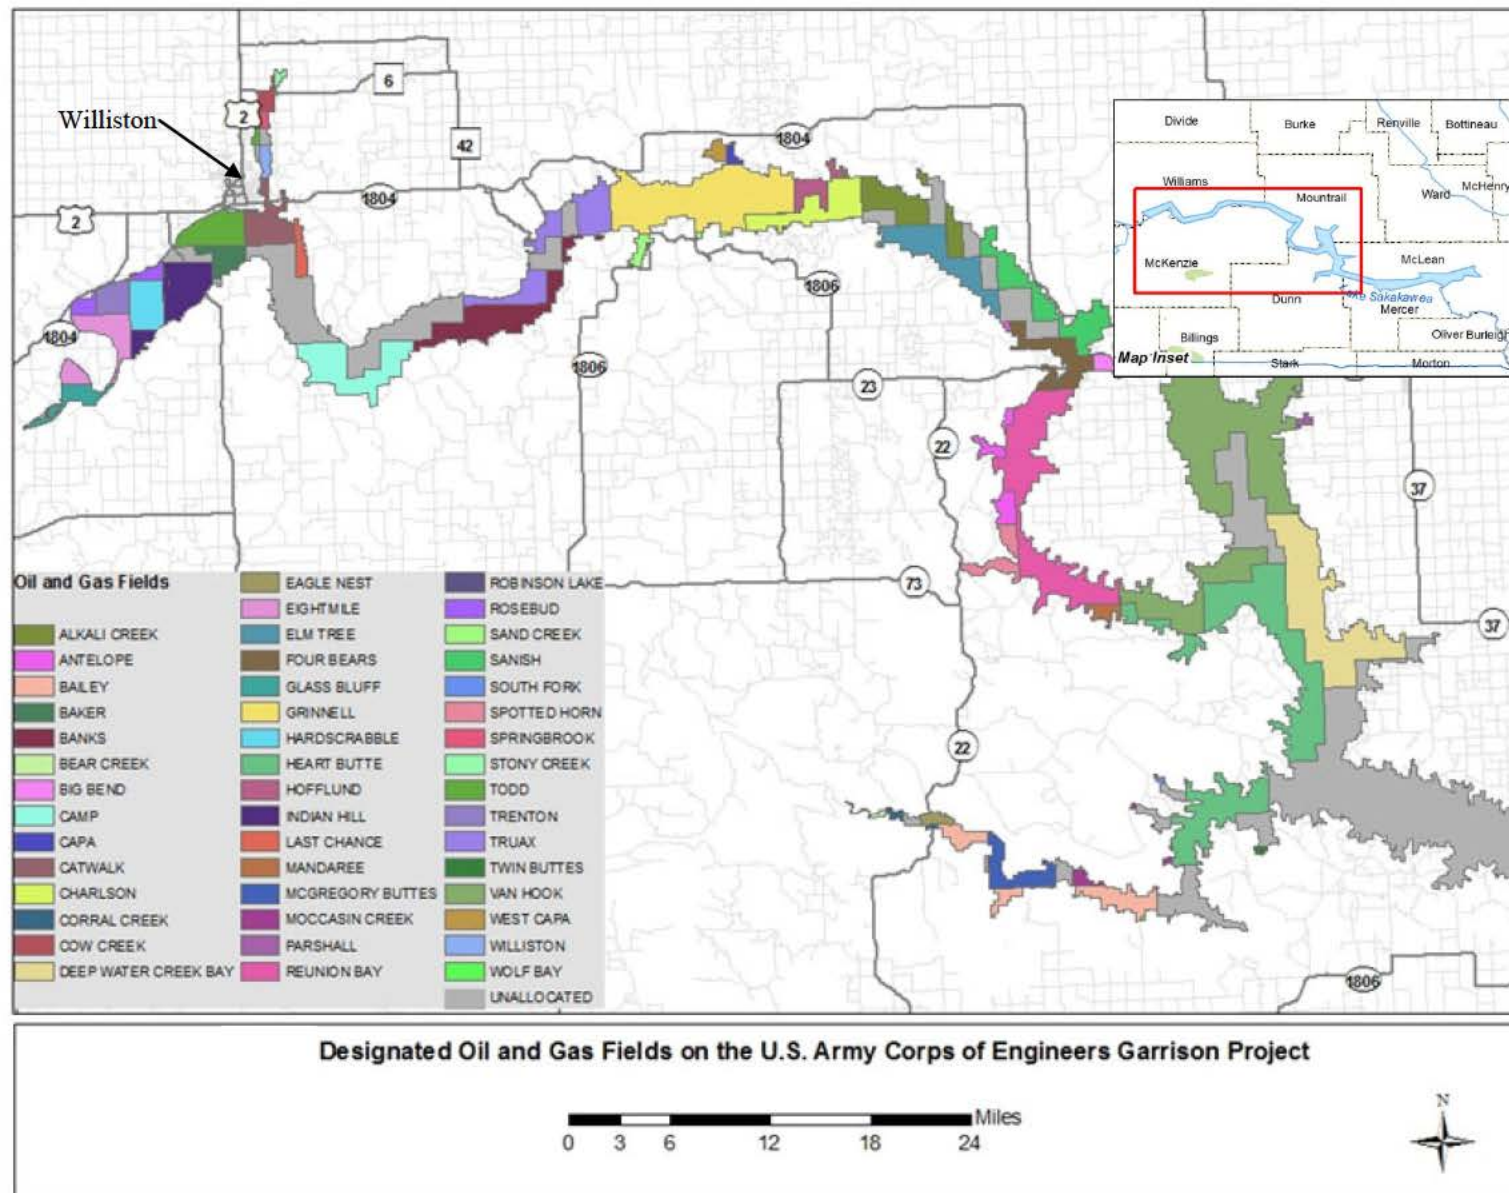 6
2
Williston
42
1804
1804
2
1804
1806
1806
23
22
37
73
37
22
1806
Divide
Burke
Renville
Bottineau
Williams
Mountrail
Ward
McHenry
McKenzie
McLean
Dunn
Lake Sakakawea
Mercer
Billings
Oliver Burleigh
Map Inset
Stark
Morton
Oil and Gas Fields
ALKALI CREEK
ANTELOPE
BAILEY
BAKER
BANKS
BEAR CREEK
BIG BEND
CAMP
CAPA
CATWALK
CHARLSON
CORRAL CREEK
COW CREEK
DEEP WATER CREEK BAY
EAGLE NEST
EIGHTMILE
ELM TREE
FOUR BEARS
GLASS BLUFF
GRINNELL
HARDSCRABBLE
HEART BUTTE
HOFFLUND
INDIAN HILL
LAST CHANCE
MANDAREE
MCGREGORY BUTTES
MOCCASIN CREEK
PARSHALL
REUNION BAY
ROBINSON LAKE
ROSEBUD
SAND CREEK
SANISH
SOUTH FORK
SPOTTED HORN
SPRINGBROOK
STONY CREEK
TODD
TRENTON
TRUAX
TWIN BUTTES
VAN HOOK
WEST CAPA
WILLISTON
WOLF BAY
UNALLOCATED
Designated Oil and Gas Fields on the U.S. Army Corps of Engineers Garrison Project
Miles
0 3 6 12 18 24
N